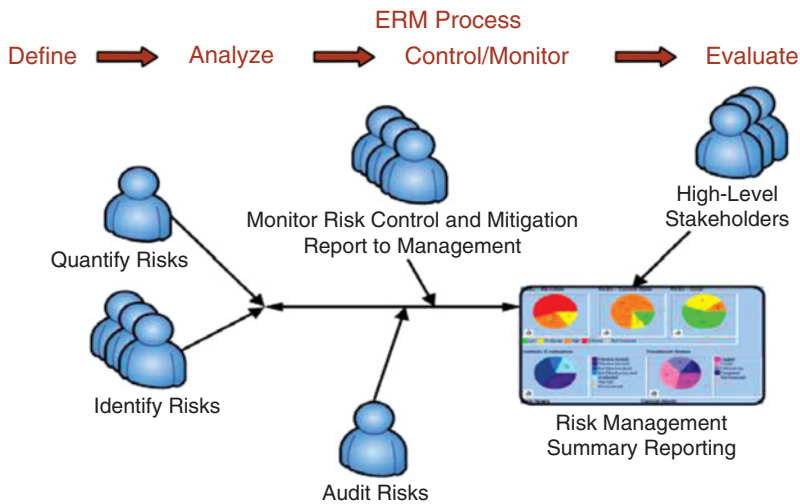 ERM Process
Define Analyze Control/Monitor Evaluate
Quantify Risks
Identify Risks
Monitor Risk Control and Mitigation
Report to Management
Audit Risks
High-Level
Stakeholders
Risk Management
Summary Reporting